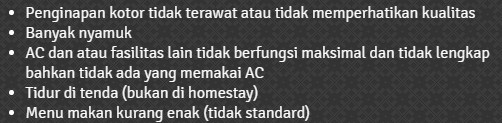 • Penginapan kotor tidak terawat atau tidak memperhatikan kualitas
• Banyak nyamuk
• AC dan atau fasilitas lain tidak berfungsi maksimal dan tidak lengkap
bahkan tidak ada yang memakai AC
• Tidur di tenda (bukan di homestay)
• Menu makan kurang enak (tidak standard)